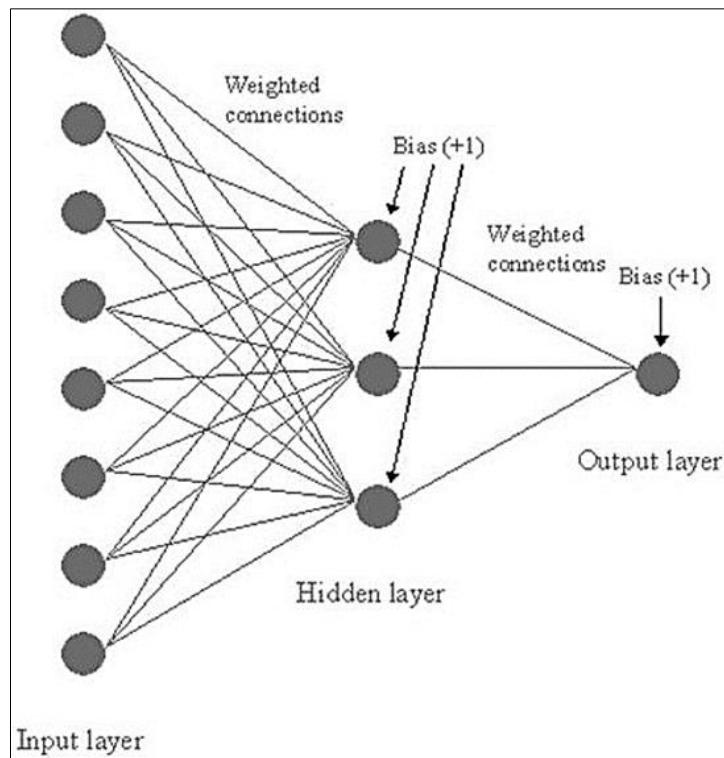 Weighted
connections
Bias (+1)
Weighted
connections
Bias (+1)
Output layer
Hidden layer
Input layer